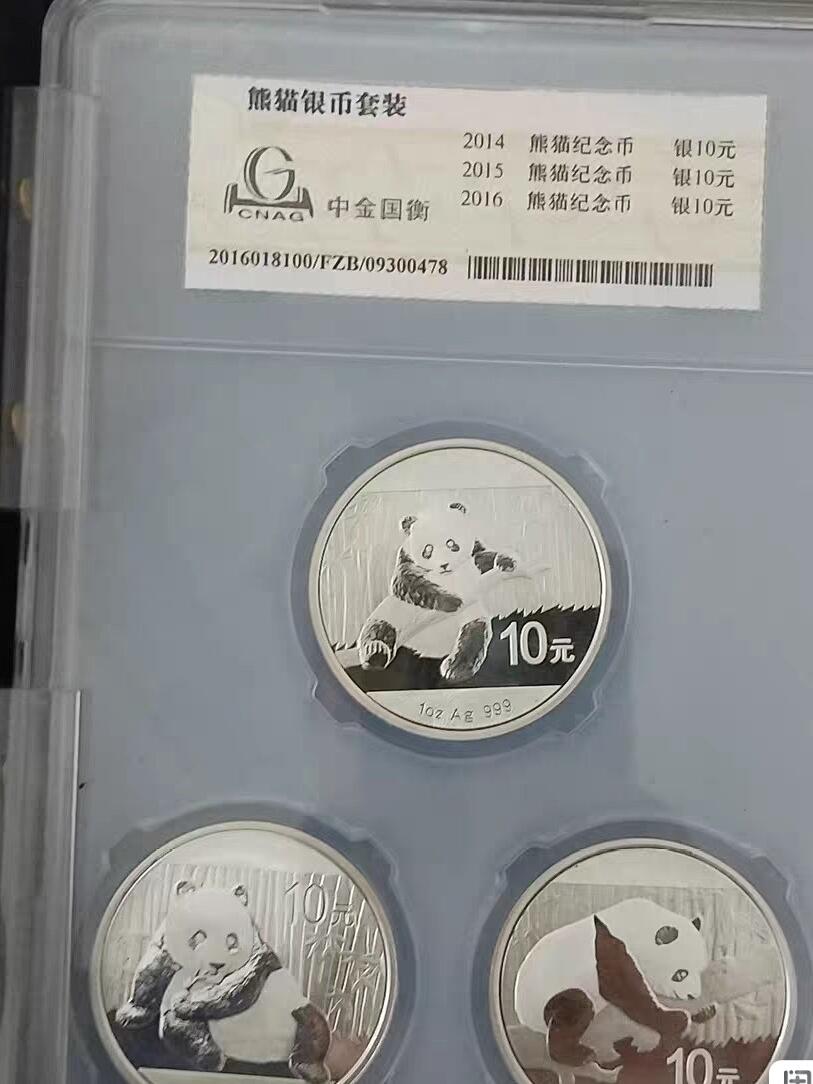 熊猫银币套装
2014 熊猫纪念币 银10元
2015 熊猫纪念币 银10元
2016 熊猫纪念币 银10元
CNAG 中金国衡
2016018100/FZB/09300478
10元
1oz Ag 999
10元
10元
闲